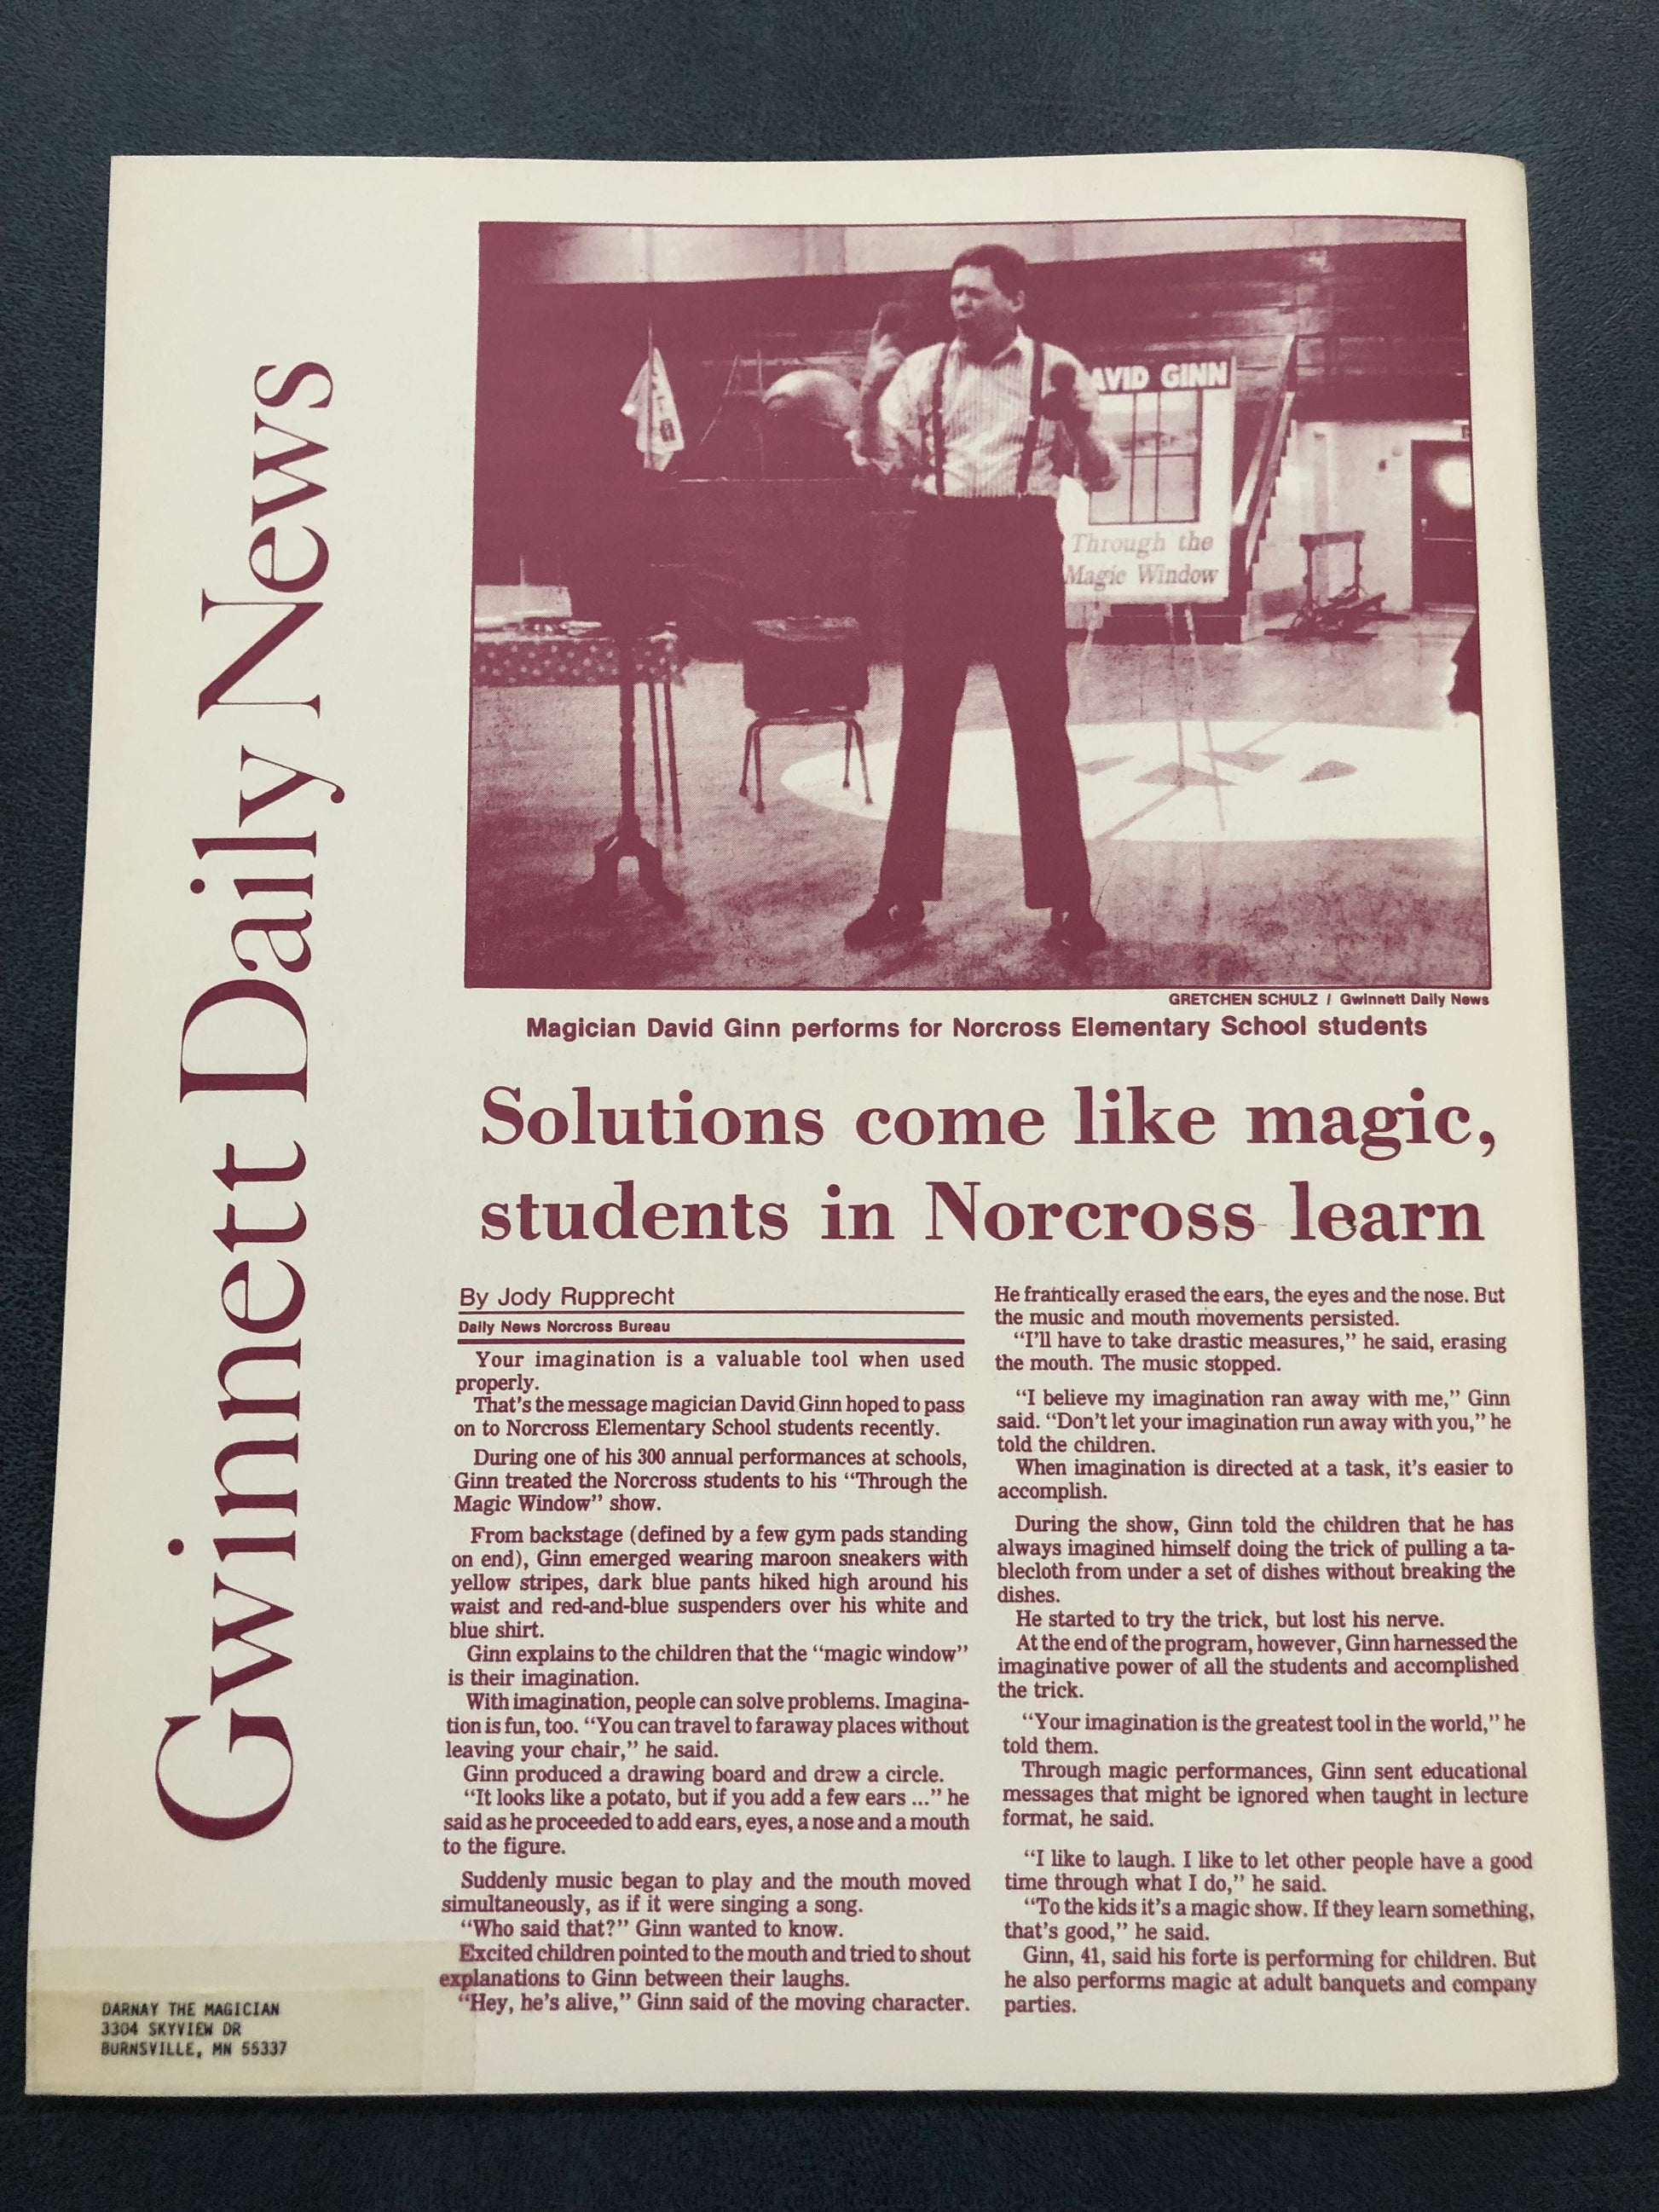 Gwinnett Daily News
AVID GINN
Through the
Magic Window
GRETCHEN SCHULZ / Gwinnett Daily News
Magician David Ginn performs for Norcross Elementary School students
Solutions come like magic,
students in Norcross learn
By Jody Rupprecht
Daily News Norcross Bureau
Your imagination is a valuable tool when used
properly.
That's the message magician David Ginn hoped to pass
on to Norcross Elementary School students recently.
During one of his 300 annual performances at schools,
Ginn treated the Norcross students to his "Through the
Magic Window" show.
From backstage (defined by a few gym pads standing
on end), Ginn emerged wearing maroon sneakers with
yellow stripes, dark blue pants hiked high around his
waist and red-and-blue suspenders over his white and
blue shirt.
Ginn explains to the children that the "magic window"
is their imagination.
With imagination, people can solve problems. Imagina-
tion is fun, too. "You can travel to faraway places without
leaving your chair," he said.
Ginn produced a drawing board and drew a circle.
"It looks like a potato, but if you add a few ears ..." he
said as he proceeded to add ears, eyes, a nose and a mouth
to the figure.
Suddenly music began to play and the mouth moved
simultaneously, as if it were singing a song.
"Who said that?" Ginn wanted to know.
Excited children pointed to the mouth and tried to shout
explanations to Ginn between their laughs.
"Hey, he's alive," Ginn said of the moving character.
He frantically erased the ears, the eyes and the nose. But
the music and mouth movements persisted.
"I'll have to take drastic measures," he said, erasing
the mouth. The music stopped.
"I believe my imagination ran away with me," Ginn
said. "Don't let your imagination run away with you," he
told the children.
When imagination is directed at a task, it's easier to
accomplish.
During the show, Ginn told the children that he has
always imagined himself doing the trick of pulling a ta-
blecloth from under a set of dishes without breaking the
dishes.
He started to try the trick, but lost his nerve.
At the end of the program, however, Ginn harnessed the
imaginative power of all the students and accomplished
the trick.
"Your imagination is the greatest tool in the world," he
told them.
Through magic performances, Ginn sent educational
messages that might be ignored when taught in lecture
format, he said.
"I like to laugh. I like to let other people have a good
time through what I do," he said.
"To the kids it's a magic show. If they learn something,
that's good," he said.
Ginn, 41, said his forte is performing for children. But
he also performs magic at adult banquets and company
parties.
DARNAY THE MAGICIAN
3304 SKYVIEW DR
BURNSVILLE, MN 55337